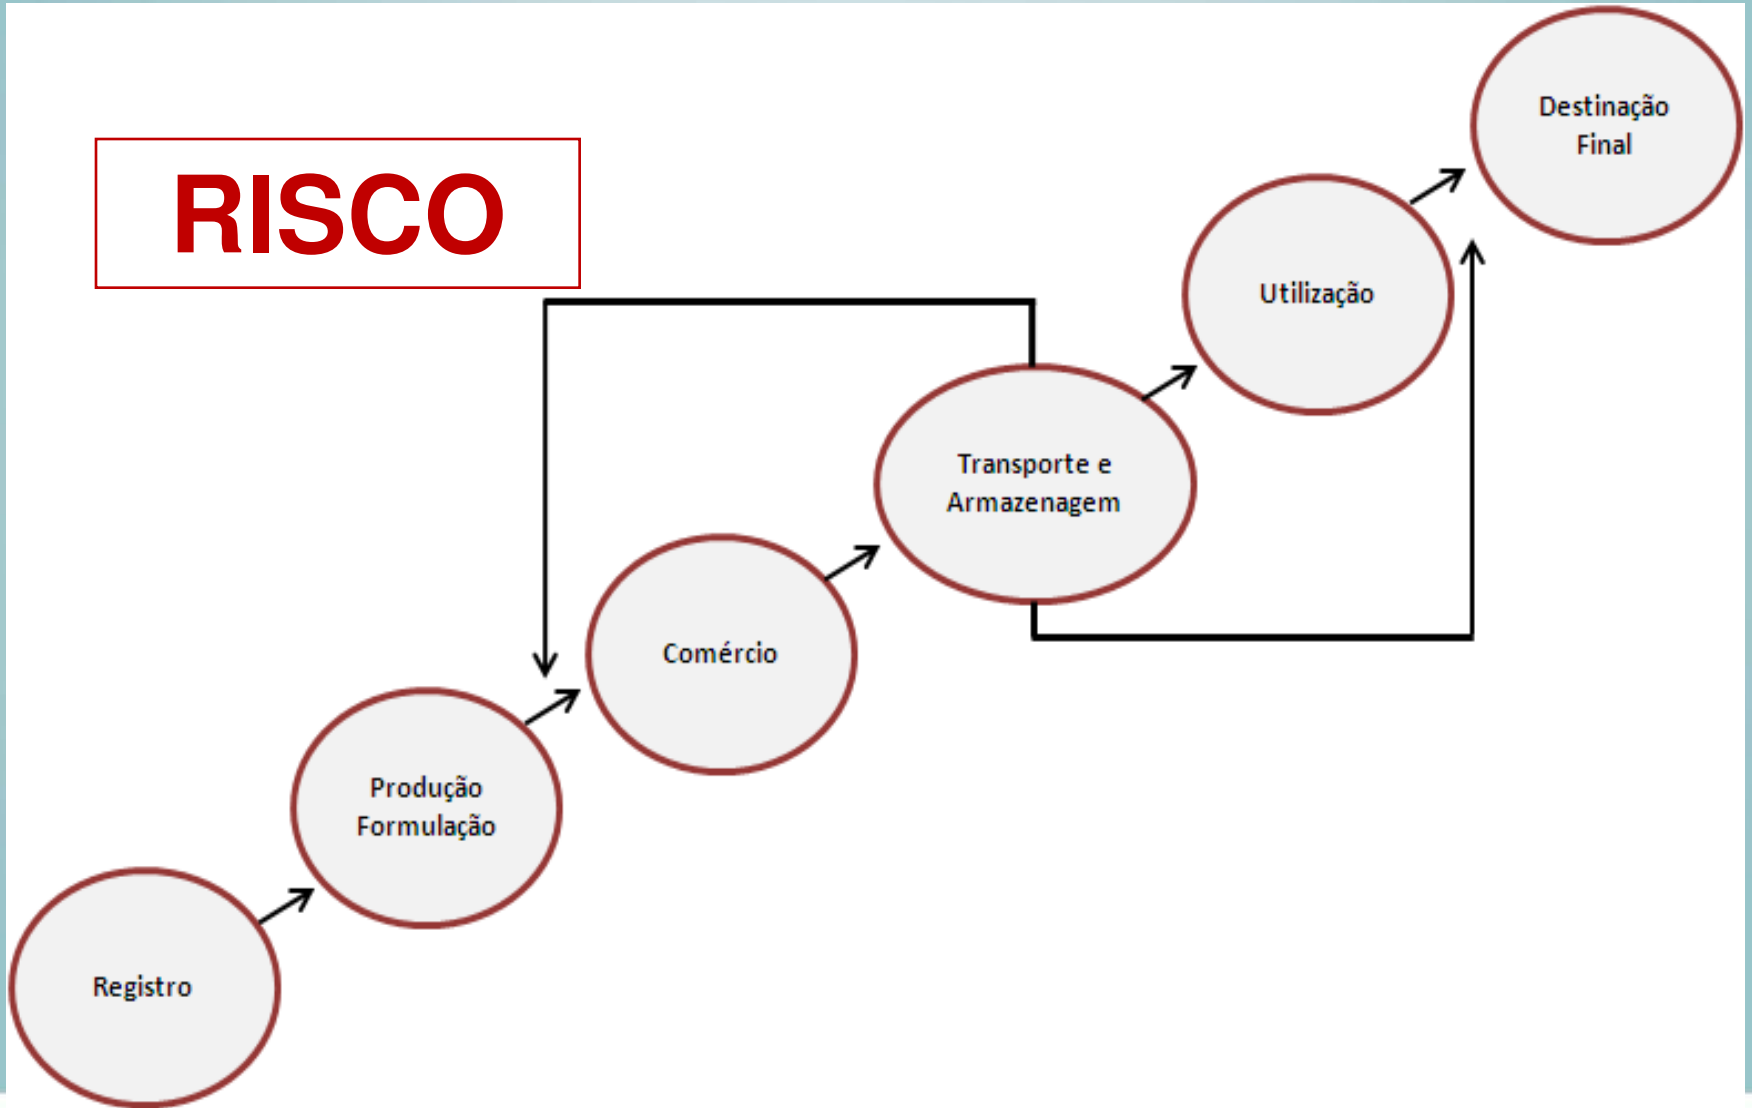 RISCO
Destinação
Final
Utilização
Transporte e
Armazenagem
Comércio
Produção
Formulação
Registro